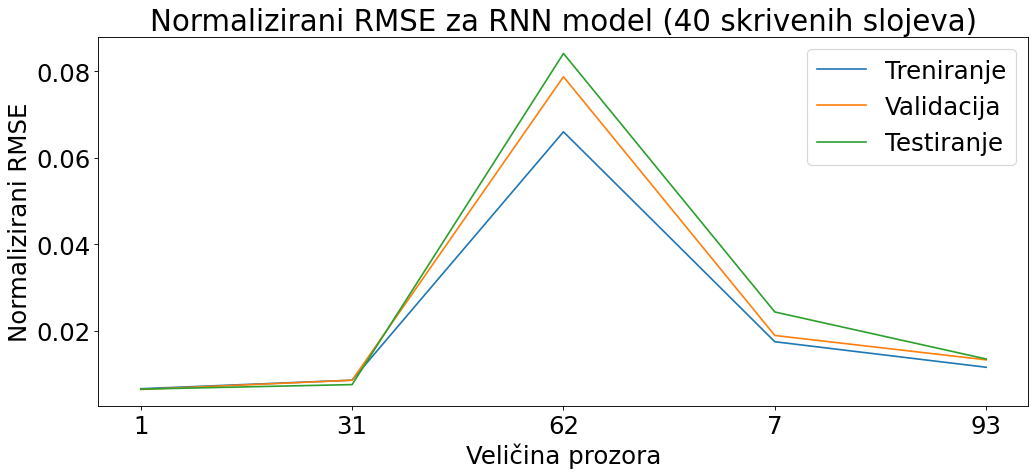 Normalizirani RMSE za RNN model (40 skrivenih slojeva)
Normalizirani RMSE
0.08
0.06
0.04
0.02
Treniranje
Validacija
Testiranje
1 31 62 7 93
Veličina prozora